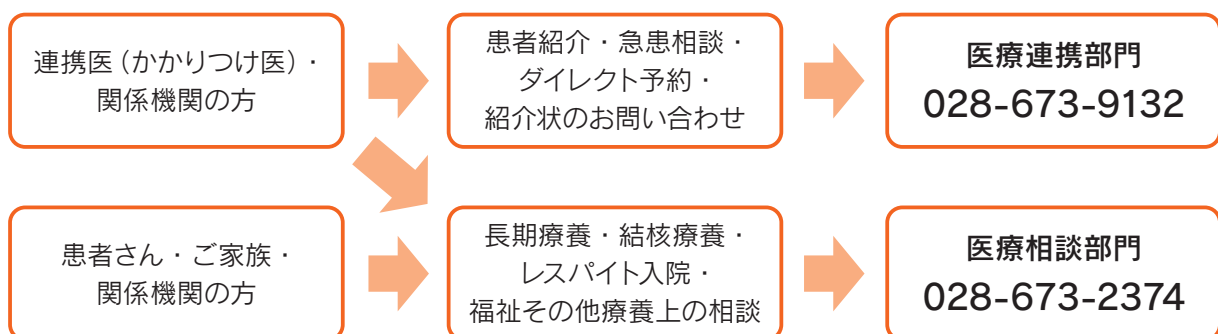 連携医（かかりつけ医）・
関係機関の方
患者紹介・急患相談・
ダイレクト予約・
紹介状のお問い合わせ
医療連携部門
028-673-9132
患者さん・ご家族・
関係機関の方
長期療養・結核療養・
レスパイト入院・
福祉その他療養上の相談
医療相談部門
028-673-2374